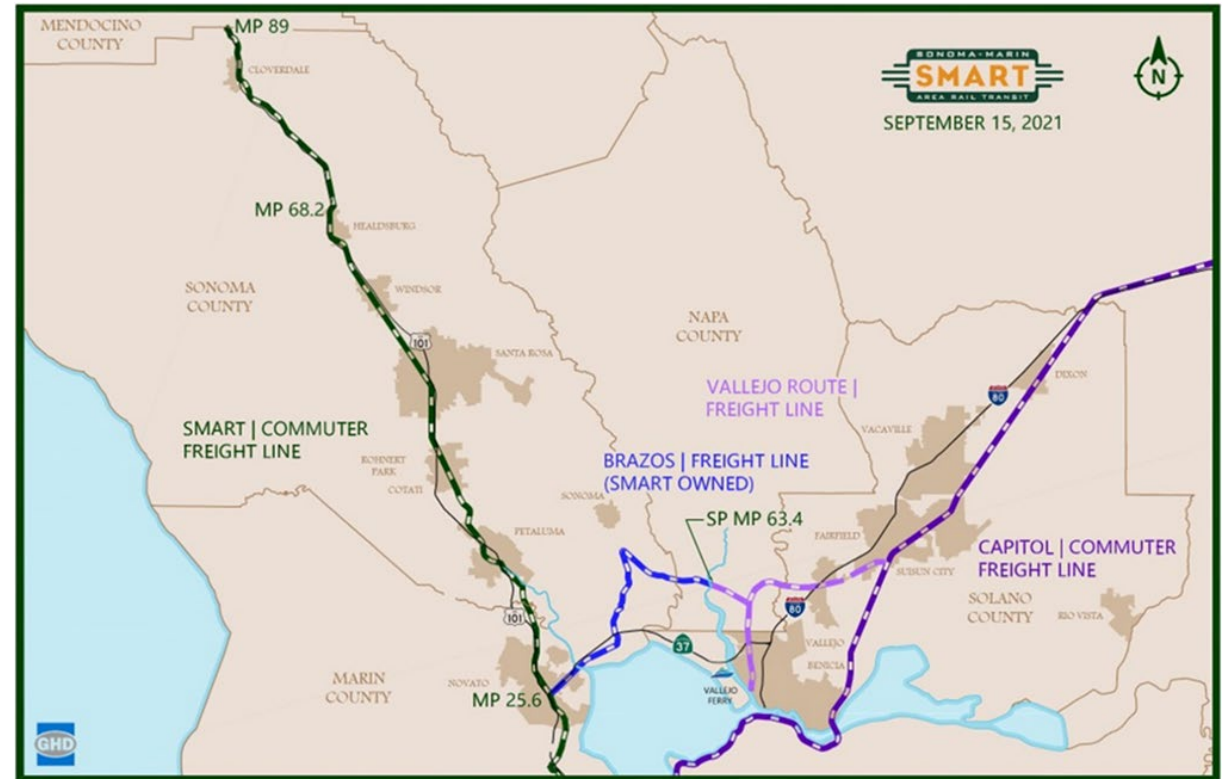 MENDOCINO
COUNTY
MP 89
CLOVERDALE
SONOMA-MARIN
SMART
AREA RAIL TRANSIT
N
SEPTEMBER 15, 2021
MP 68.2
HEALDSBURG
SONOMA
COUNTY
WINDSOR
101
SANTA ROSA
NAPA
COUNTY
VALLEJO ROUTE |
FREIGHT LINE
DIXON
80
VACAVILLE
SMART | COMMUTER
FREIGHT LINE
ROHNERT
PARK
COTATI
BRAZOS | FREIGHT LINE
(SMART OWNED)
SONOMA
SP MP 63.4
PETALUMA
FAIRFIELD
SUISUN CITY
CAPITOL | COMMUTER
FREIGHT LINE
SOLANO
COUNTY
RIO VISTA
101
80
37
VALLEJO
BENICIA
MARIN
COUNTY
NOVATO
MP 25.6
VALLEJO
FERRY
GHD